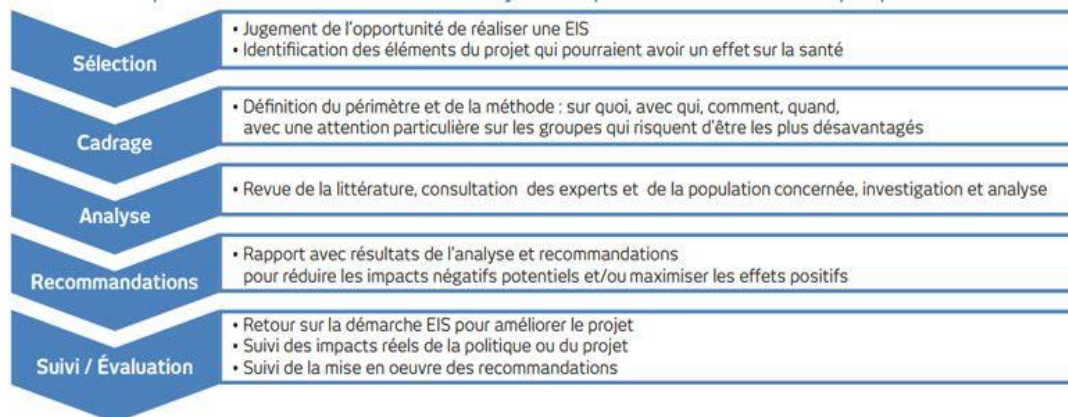 Sélection
• Jugement de l'opportunité de réaliser une EIS
• Identifiication des éléments du projet qui pourraient avoir un effet sur la santé
Cadrage
• Définition du périmètre et de la méthode : sur quoi, avec qui, comment, quand,
avec une attention particulière sur les groupes qui risquent d'être les plus désavantagés
Analyse
• Revue de la littérature, consultation des experts et de la population concernée, investigation et analyse
Recommandations
• Rapport avec résultats de l'analyse et recommandations
pour réduire les impacts négatifs potentiels et/ou maximiser les effets positifs
Suivi / Évaluation
• Retour sur la démarche EIS pour améliorer le projet
• Suivi des impacts réels de la politique ou du projet
• Suivi de la mise en oeuvre des recommandations